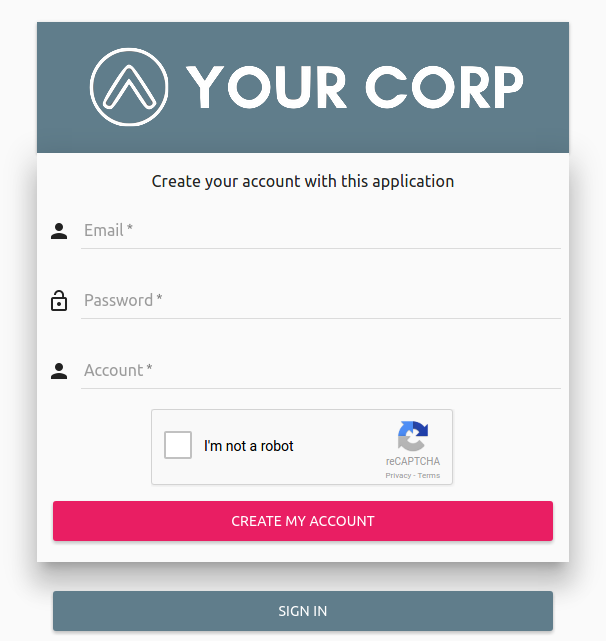 YOUR CORP
Create your account with this application
Email *
Password *
Account *
I'm not a robot
reCAPTCHA
Privacy - Terms
CREATE MY ACCOUNT
SIGN IN